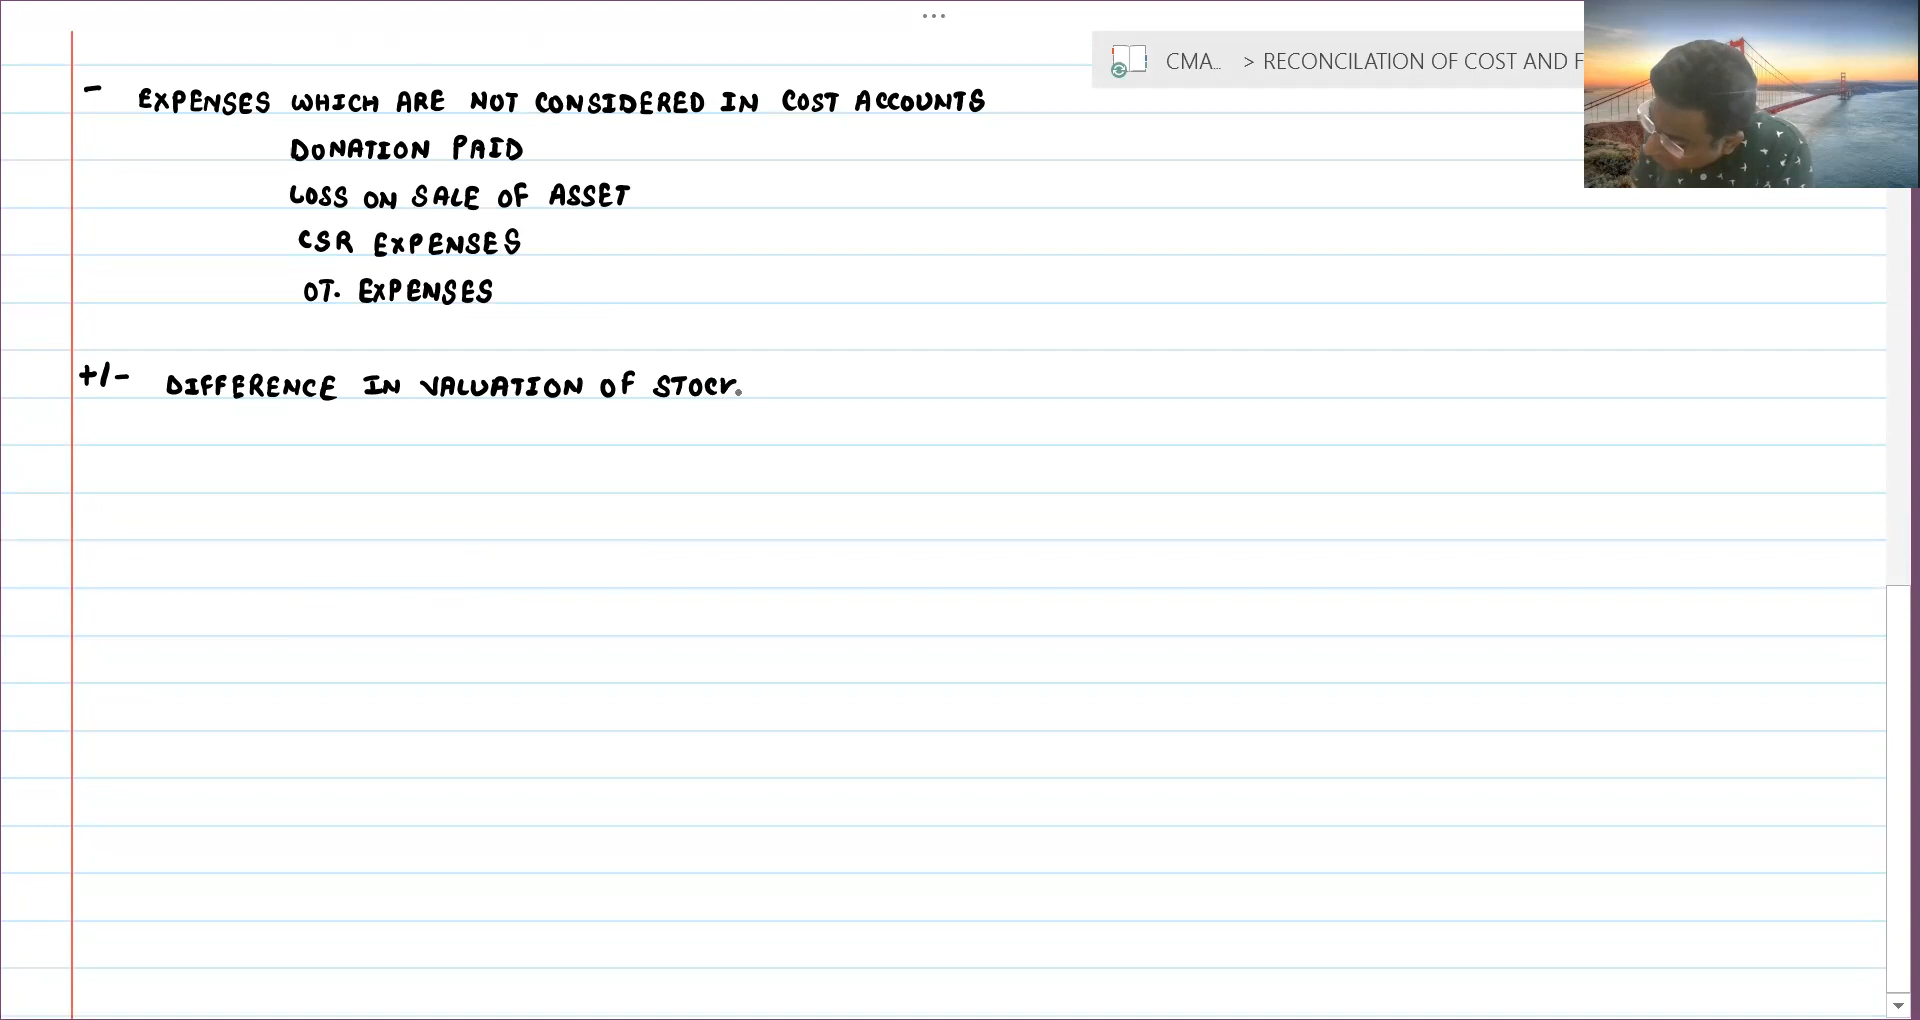 CMA... > RECONCILATION OF COST AND F
- EXPENSES WHICH ARE NOT CONSIDERED IN COST ACCOUNTS
DONATION PAID
LOSS ON SALE OF ASSET
CSR EXPENSES
OT. EXPENSES
+/- DIFFERENCE IN VALUATION OF STOCK